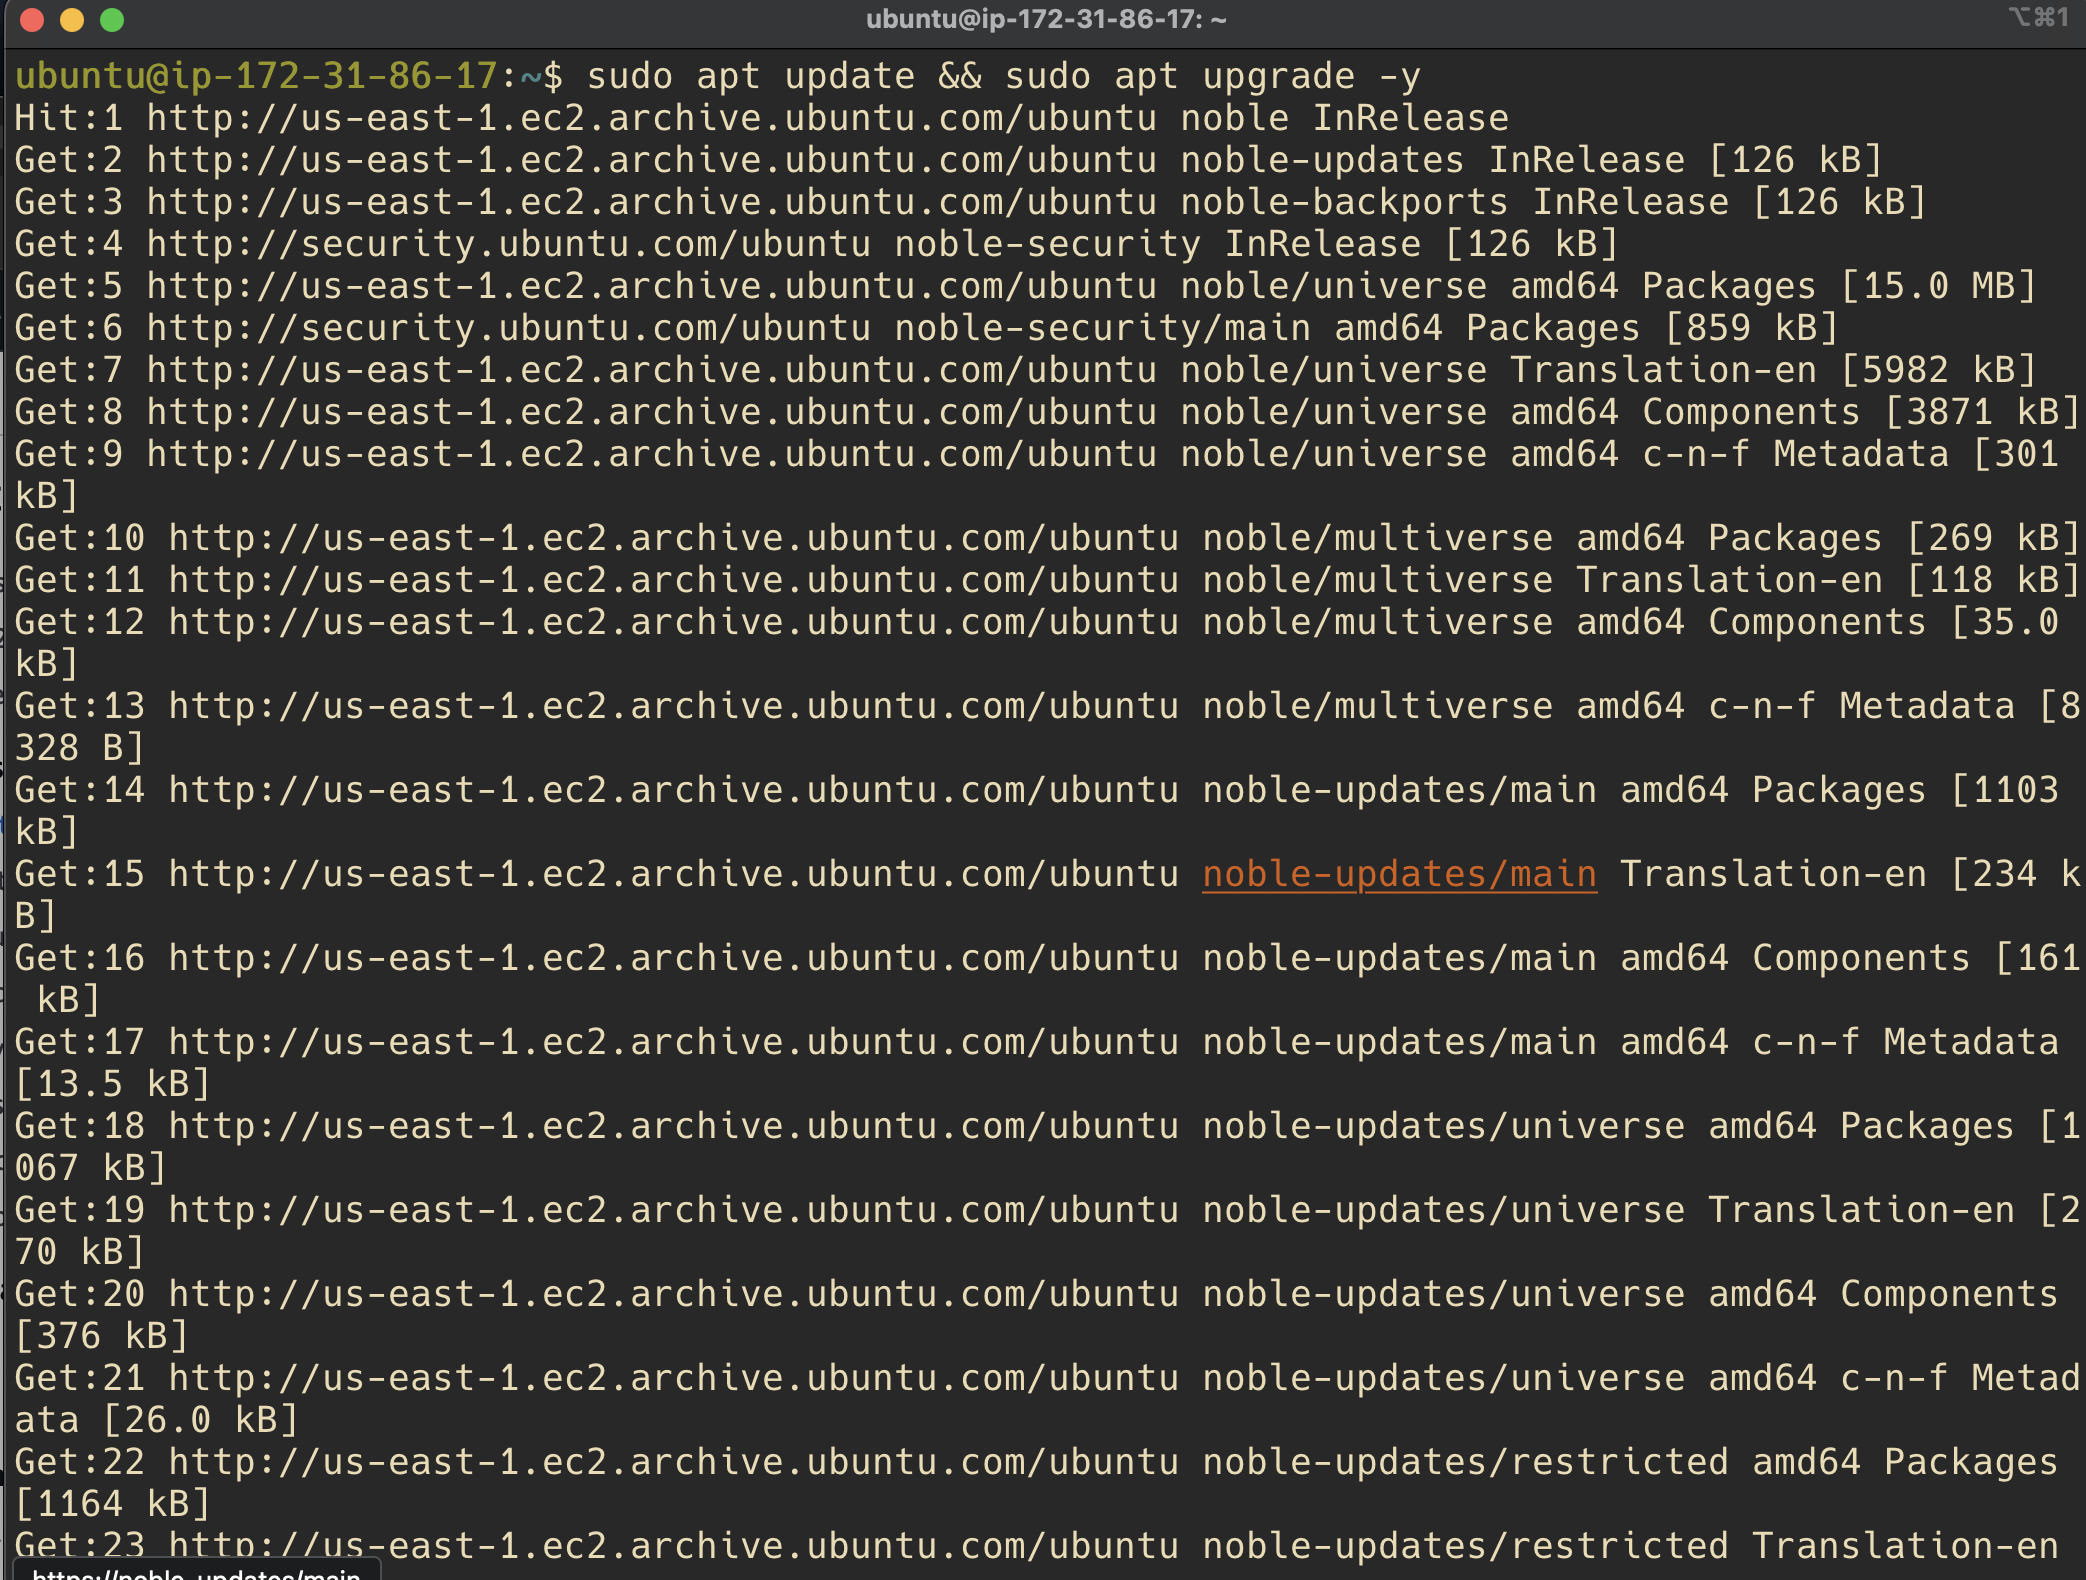 ubuntu@ip-172-31-86-17: ~
⌥⌘1
ubuntu@ip-172-31-86-17:~$ sudo apt update && sudo apt upgrade -y
Hit:1 http://us-east-1.ec2.archive.ubuntu.com/ubuntu noble InRelease
Get:2 http://us-east-1.ec2.archive.ubuntu.com/ubuntu noble-updates InRelease [126 kB]
Get:3 http://us-east-1.ec2.archive.ubuntu.com/ubuntu noble-backports InRelease [126 kB]
Get:4 http://security.ubuntu.com/ubuntu noble-security InRelease [126 kB]
Get:5 http://us-east-1.ec2.archive.ubuntu.com/ubuntu noble/universe amd64 Packages [15.0 MB]
Get:6 http://security.ubuntu.com/ubuntu noble-security/main amd64 Packages [859 kB]
Get:7 http://us-east-1.ec2.archive.ubuntu.com/ubuntu noble/universe Translation-en [5982 kB]
Get:8 http://us-east-1.ec2.archive.ubuntu.com/ubuntu noble/universe amd64 Components [3871 kB]
Get:9 http://us-east-1.ec2.archive.ubuntu.com/ubuntu noble/universe amd64 c-n-f Metadata [301
kB]
Get:10 http://us-east-1.ec2.archive.ubuntu.com/ubuntu noble/multiverse amd64 Packages [269 kB]
Get:11 http://us-east-1.ec2.archive.ubuntu.com/ubuntu noble/multiverse Translation-en [118 kB]
Get:12 http://us-east-1.ec2.archive.ubuntu.com/ubuntu noble/multiverse amd64 Components [35.0
kB]
Get:13 http://us-east-1.ec2.archive.ubuntu.com/ubuntu noble/multiverse amd64 c-n-f Metadata [8
328 B]
Get:14 http://us-east-1.ec2.archive.ubuntu.com/ubuntu noble-updates/main amd64 Packages [1103
kB]
Get:15 http://us-east-1.ec2.archive.ubuntu.com/ubuntu noble-updates/main Translation-en [234 k
B]
Get:16 http://us-east-1.ec2.archive.ubuntu.com/ubuntu noble-updates/main amd64 Components [161
 kB]
Get:17 http://us-east-1.ec2.archive.ubuntu.com/ubuntu noble-updates/main amd64 c-n-f Metadata
[13.5 kB]
Get:18 http://us-east-1.ec2.archive.ubuntu.com/ubuntu noble-updates/universe amd64 Packages [1
067 kB]
Get:19 http://us-east-1.ec2.archive.ubuntu.com/ubuntu noble-updates/universe Translation-en [2
70 kB]
Get:20 http://us-east-1.ec2.archive.ubuntu.com/ubuntu noble-updates/universe amd64 Components
[376 kB]
Get:21 http://us-east-1.ec2.archive.ubuntu.com/ubuntu noble-updates/universe amd64 c-n-f Metad
ata [26.0 kB]
Get:22 http://us-east-1.ec2.archive.ubuntu.com/ubuntu noble-updates/restricted amd64 Packages
[1164 kB]
Get:23 http://us-east-1.ec2.archive.ubuntu.com/ubuntu noble-updates/restricted Translation-en
https://noble-updates/main